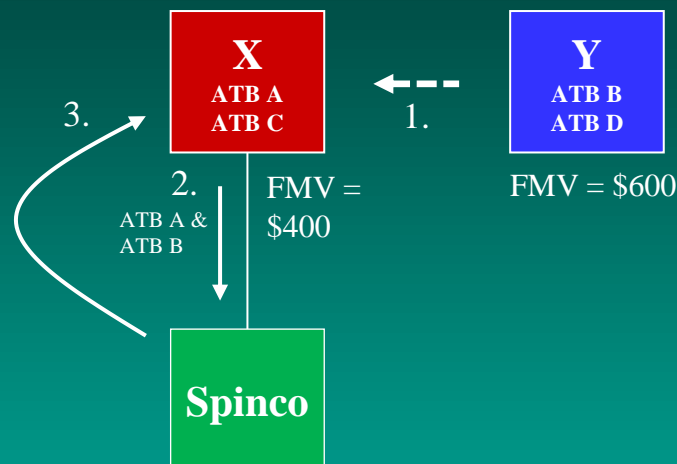 X
ATB A
ATB C
Y
ATB B
ATB D
3.
1.
2.
ATB A &
ATB B
FMV =
$400
FMV = $600
Spinco